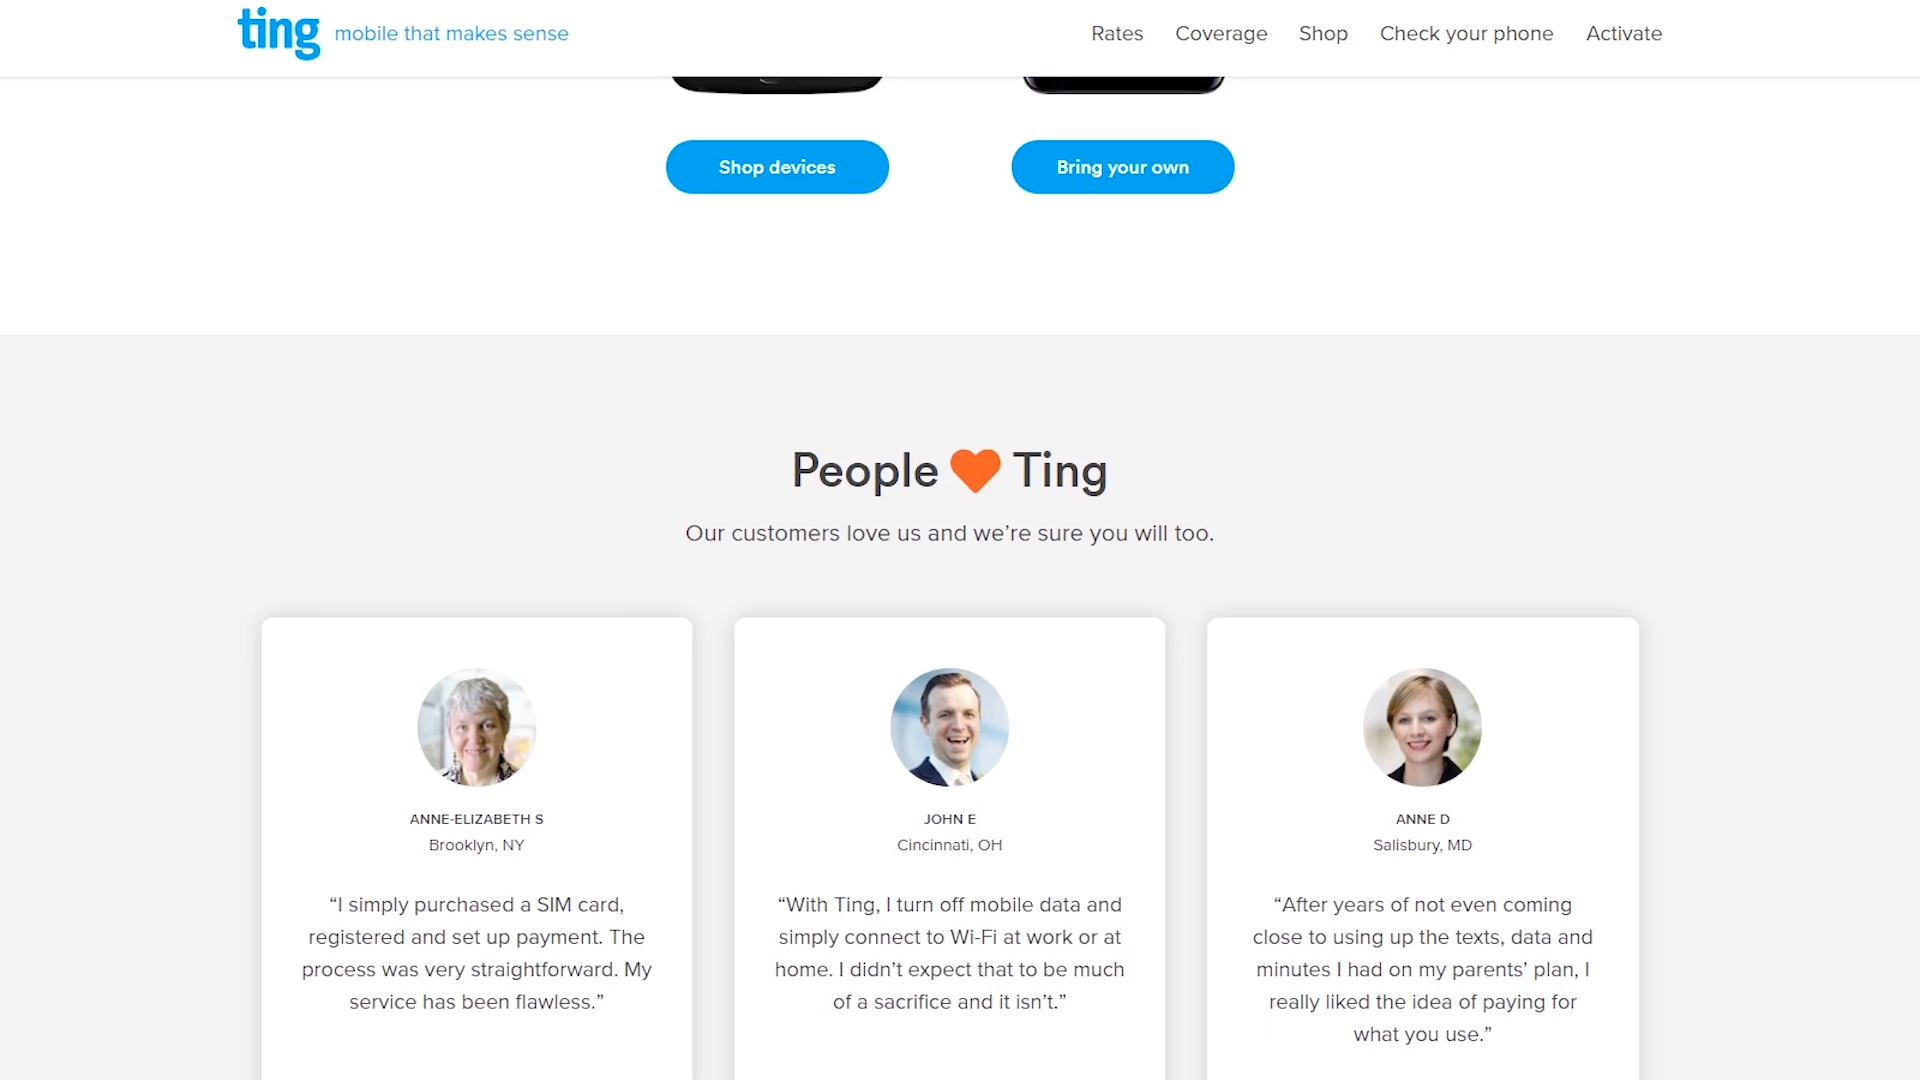 ting mobile that makes sense Rates Coverage Shop Check your phone Activate
Shop devices Bring your own
People Ting
Our customers love us and we’re sure you will too.
ANNE-ELIZABETH S
Brooklyn, NY
“I simply purchased a SIM card,
registered and set up payment. The
process was very straightforward. My
service has been flawless.”
JOHN E
Cincinnati, OH
“With Ting, I turn off mobile data and
simply connect to Wi-Fi at work or at
home. I didn’t expect that to be much
of a sacrifice and it isn’t.”
ANNE D
Salisbury, MD
“After years of not even coming
close to using up the texts, data and
minutes I had on my parents’ plan, I
really liked the idea of paying for
what you use.”